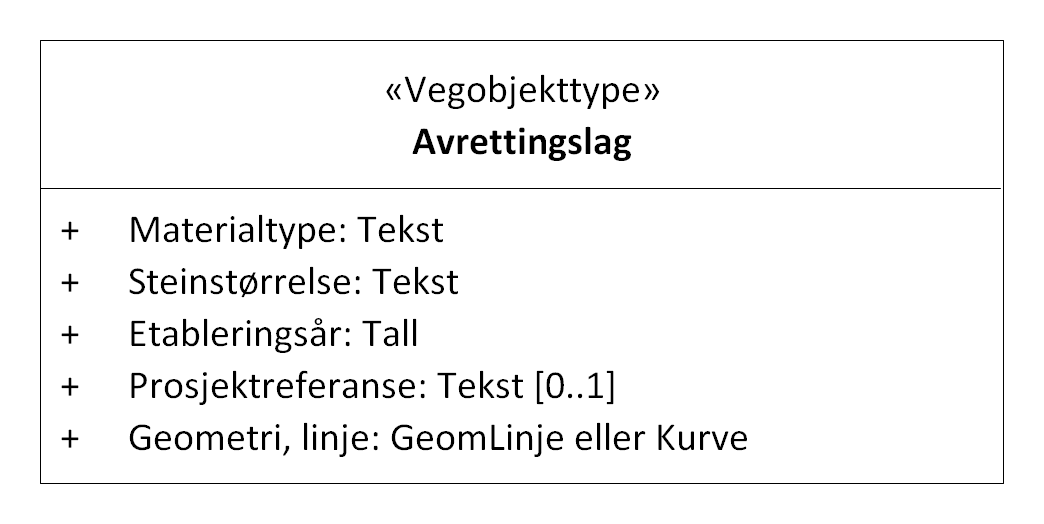 «Vegobjekttype»
Avrettingslag
+ Materialtype: Tekst
+ Steinstørrelse: Tekst
+ Etableringsår: Tall
+ Prosjektreferanse: Tekst [0..1]
+ Geometri, linje: GeomLinje eller Kurve